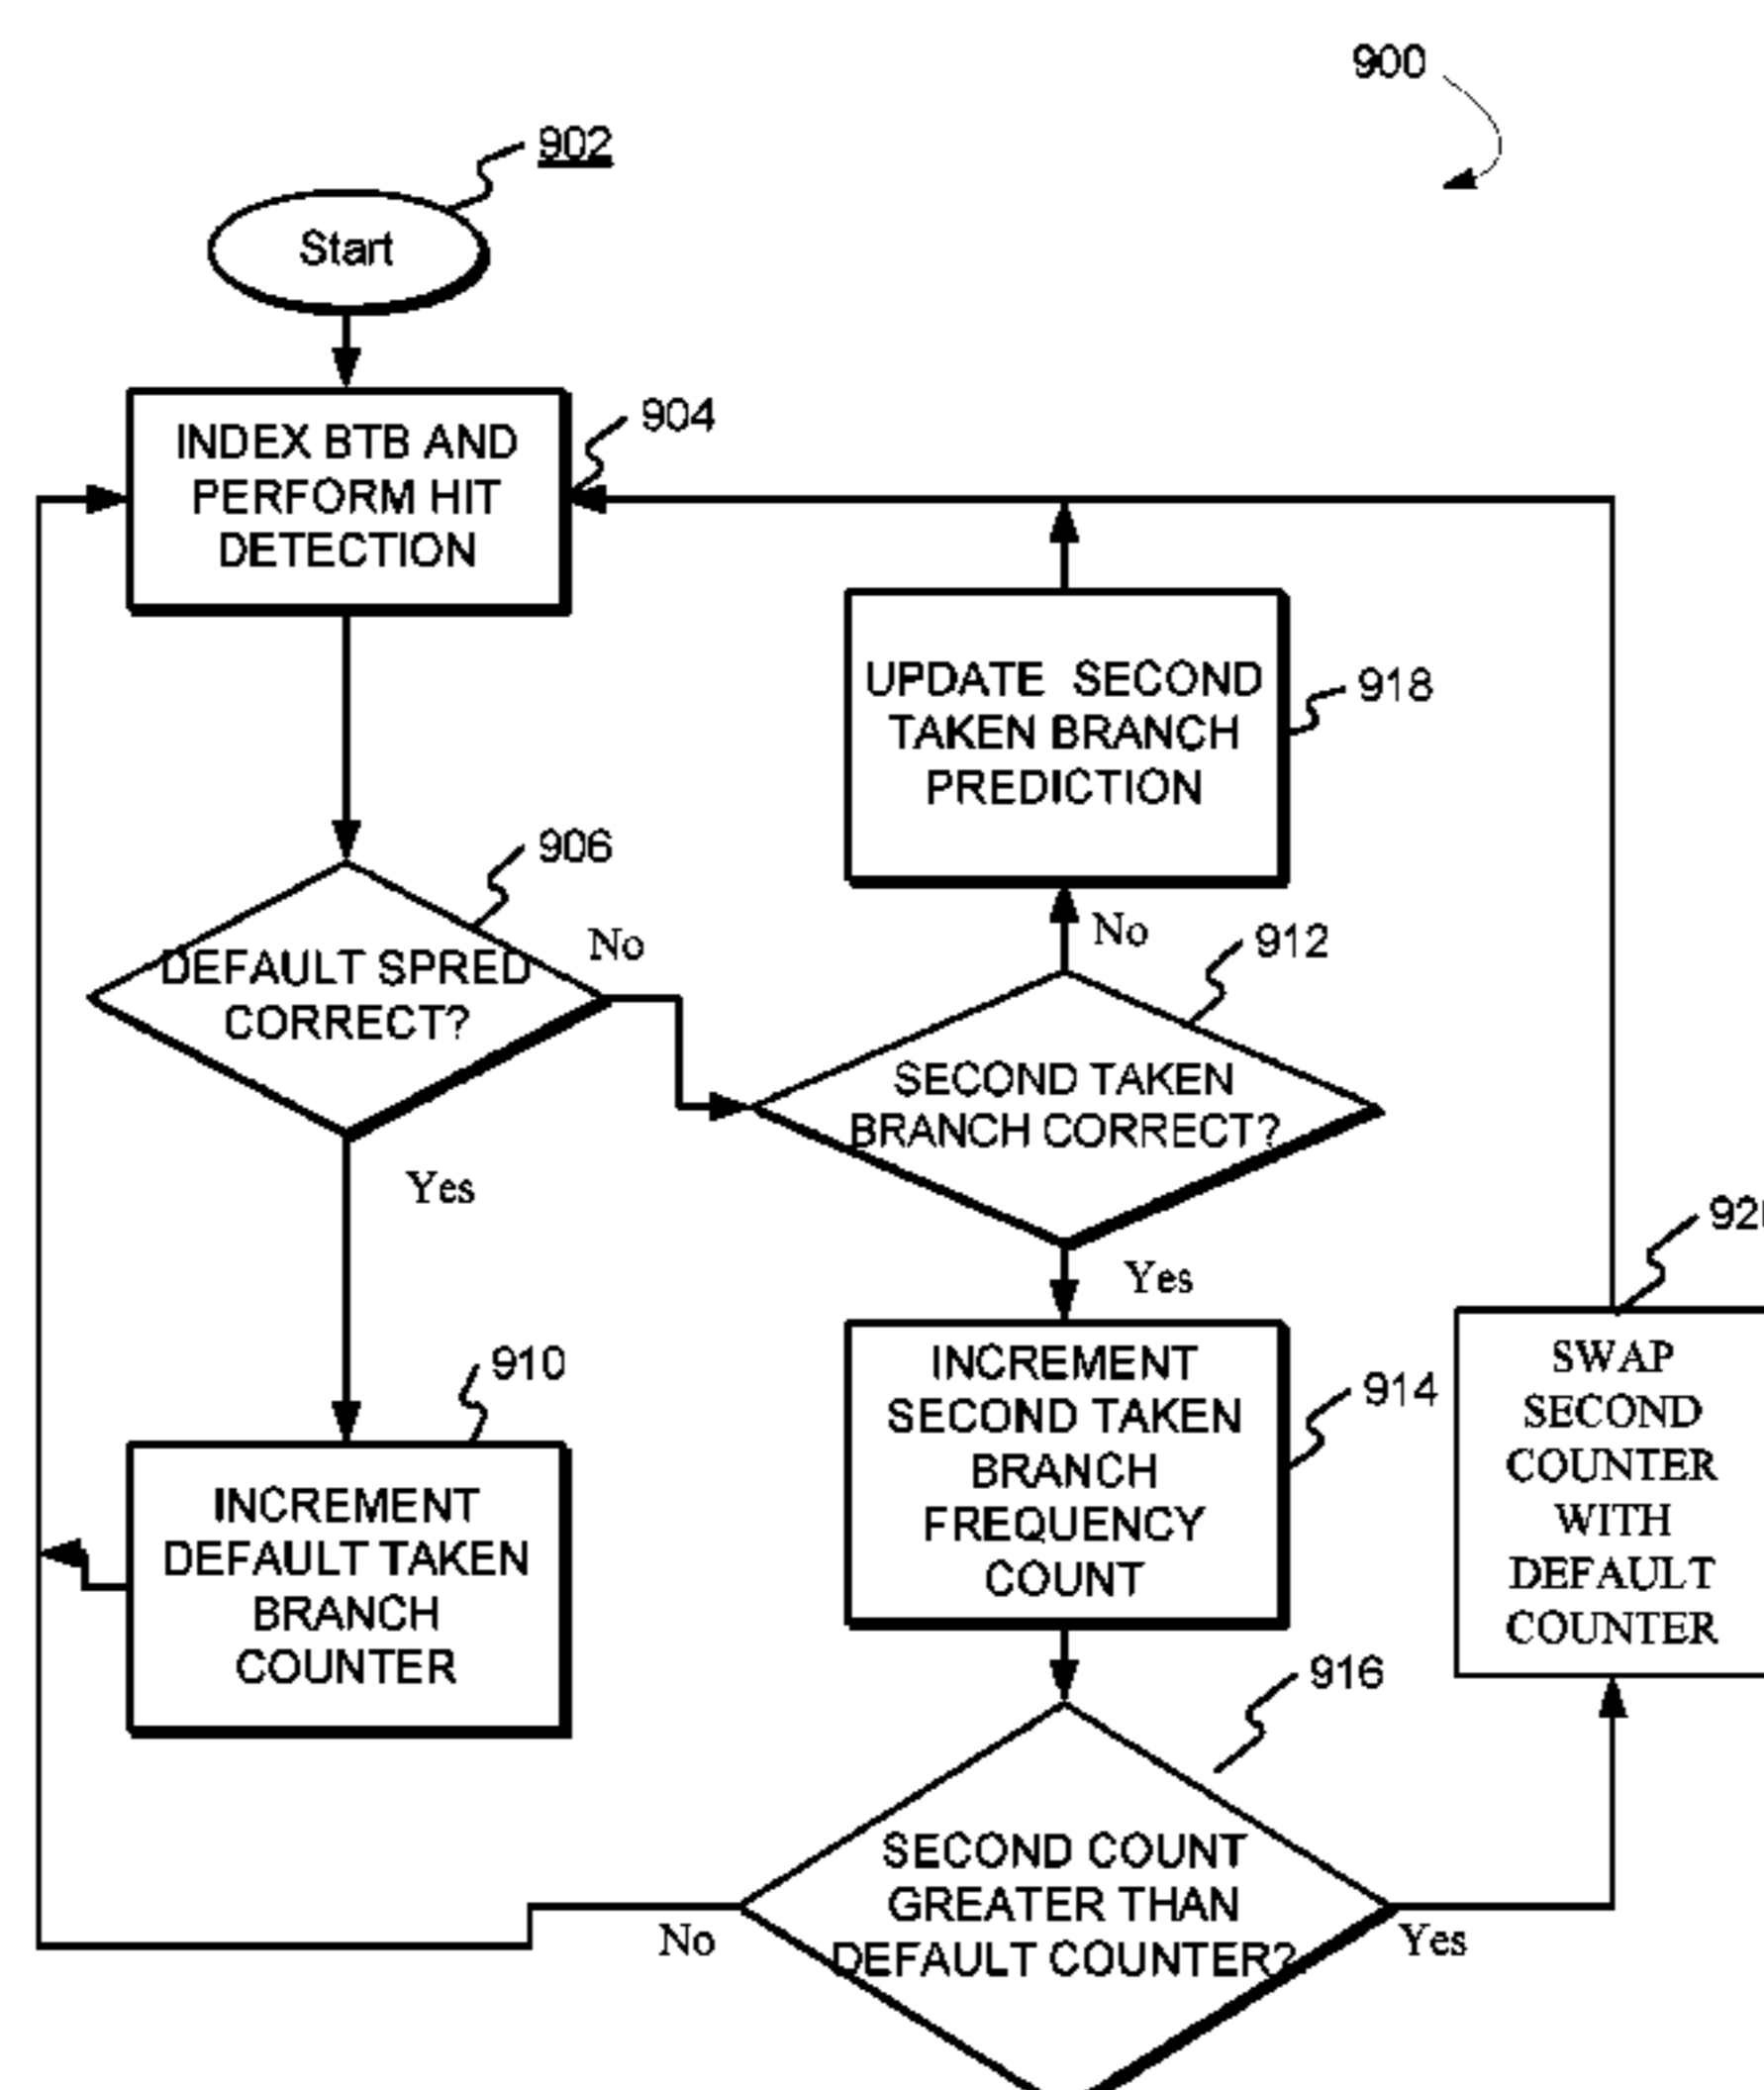 900
902
Start
904
INDEX BTB AND
PERFORM HIT
DETECTION
918
UPDATE SECOND
TAKEN BRANCH
PREDICTION
906
No
DEFAULT SPRED
CORRECT?
No
912
SECOND TAKEN
BRANCH CORRECT?
Yes
Yes
910
INCREMENT
DEFAULT TAKEN
BRANCH
COUNTER
914
INCREMENT
SECOND TAKEN
BRANCH
FREQUENCY
COUNT
SWAP
SECOND
COUNTER
WITH
DEFAULT
COUNTER
916
SECOND COUNT
GREATER THAN
DEFAULT COUNTER?
No
Yes